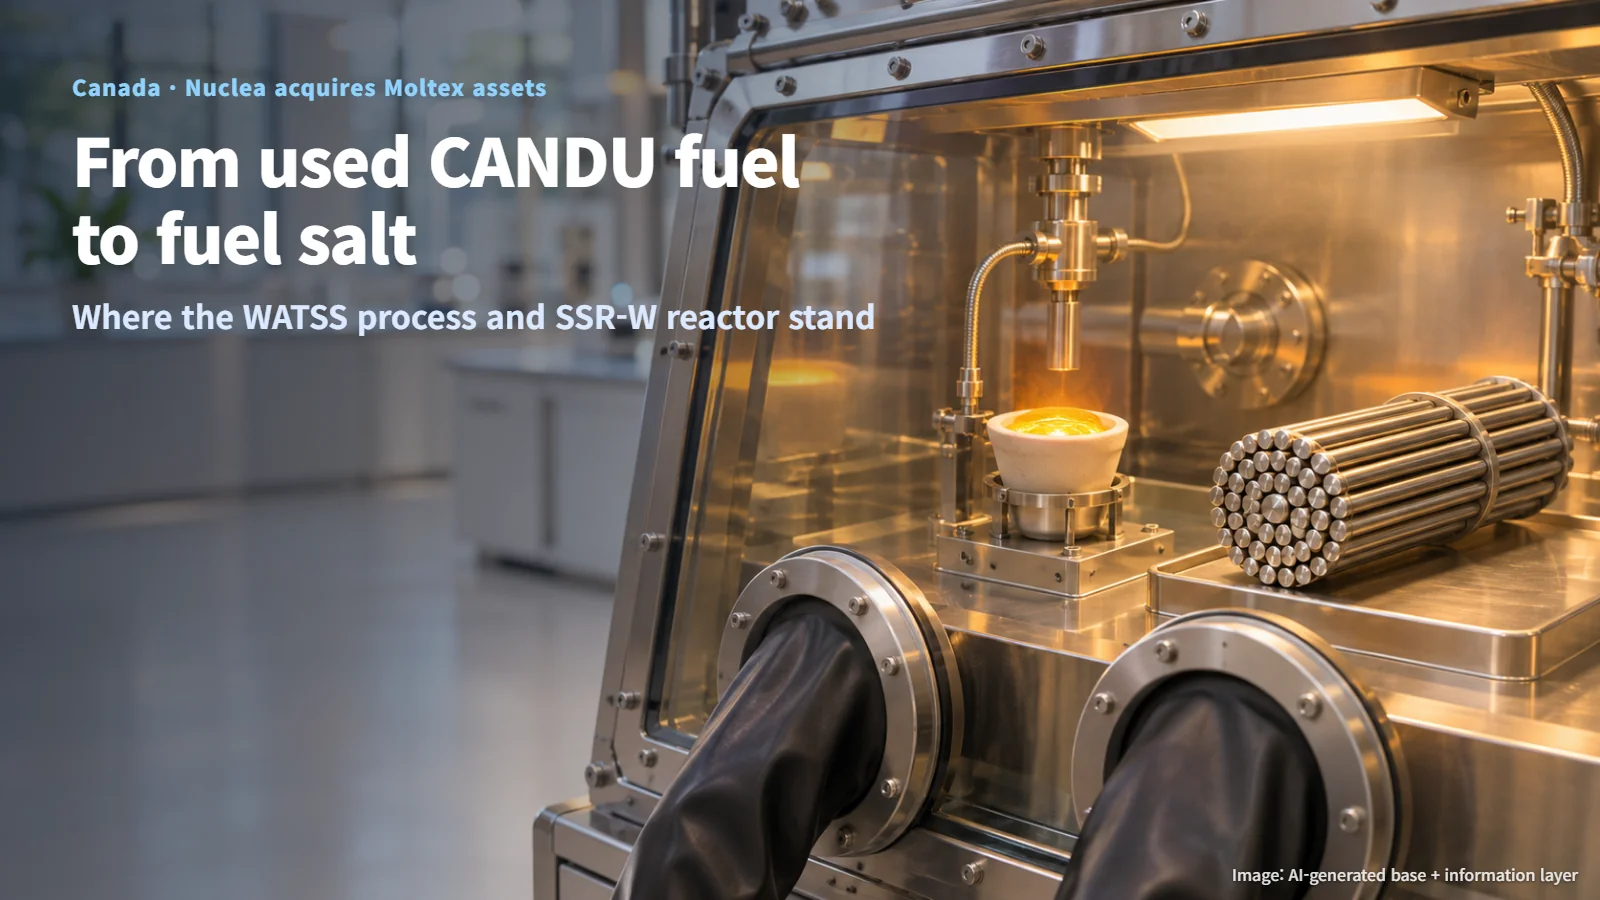 Canada · Nuclea acquires Moltex assets
From used CANDU fuel
to fuel salt
Where the WATSS process and SSR-W reactor stand
Image: AI-generated base + information layer